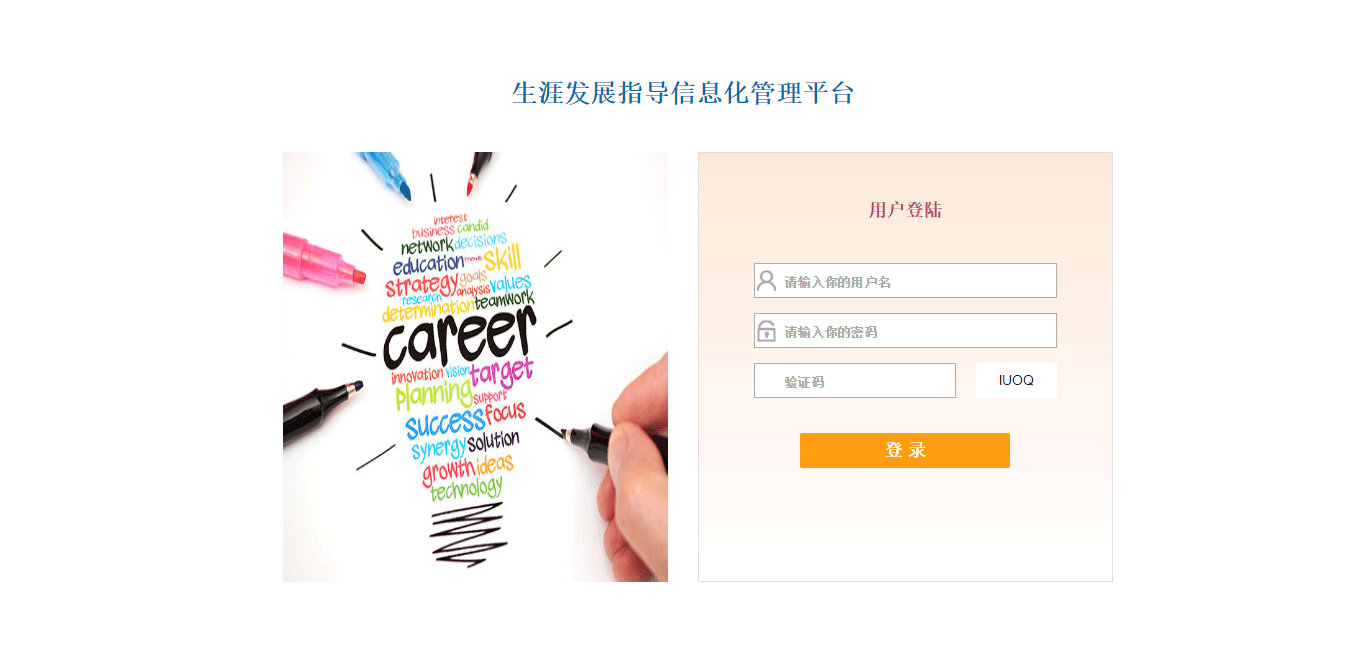 生涯发展指导信息化管理平台
interest
business candid
network decisions
education friends skill
strategy goals
research analysis values
determination teamwork
career
innovation vision target
planning support
success focus
synergy solution
growth ideas
technology
用户登陆
请输入你的用户名
请输入你的密码
验证码 IUOQ
登 录